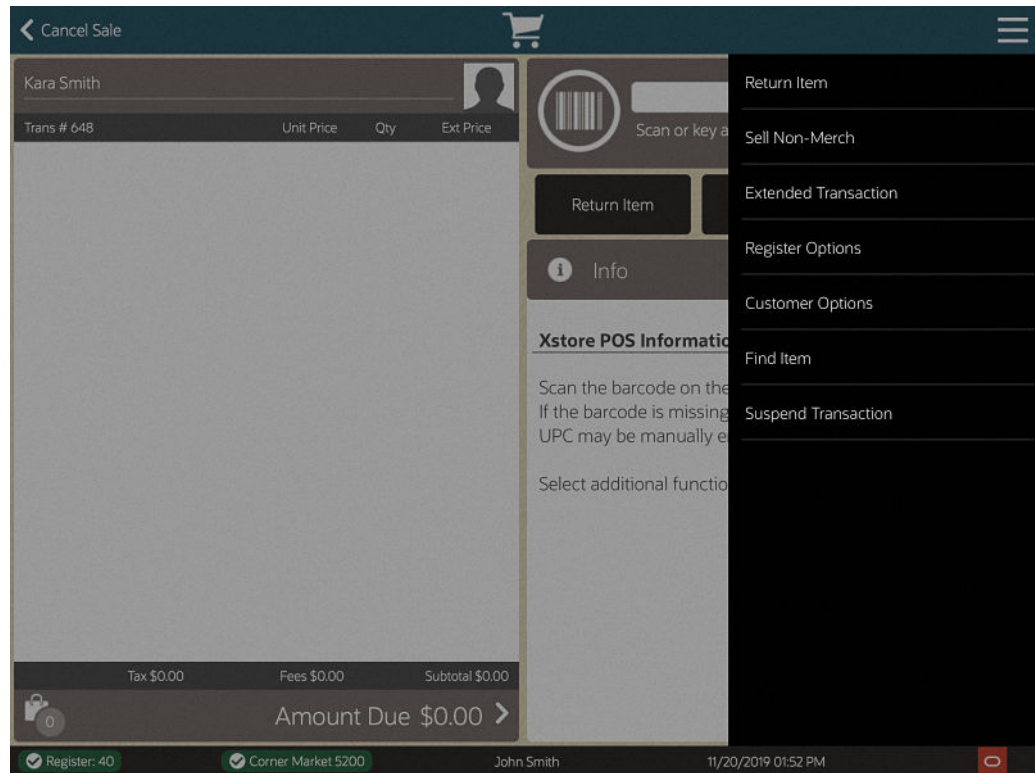 Cancel Sale
Kara Smith
Trans # 648 Unit Price Qty Ext Price
Tax $0.00 Fees $0.00 Subtotal $0.00
0
Amount Due $0.00
Scan or key a
Return Item
Info
Xstore POS Informatio
Scan the barcode on the
If the barcode is missing
UPC may be manually e
Select additional functio
Return Item
Sell Non-Merch
Extended Transaction
Register Options
Customer Options
Find Item
Suspend Transaction
Register: 40 Corner Market 5200 John Smith 11/20/2019 01:52 PM